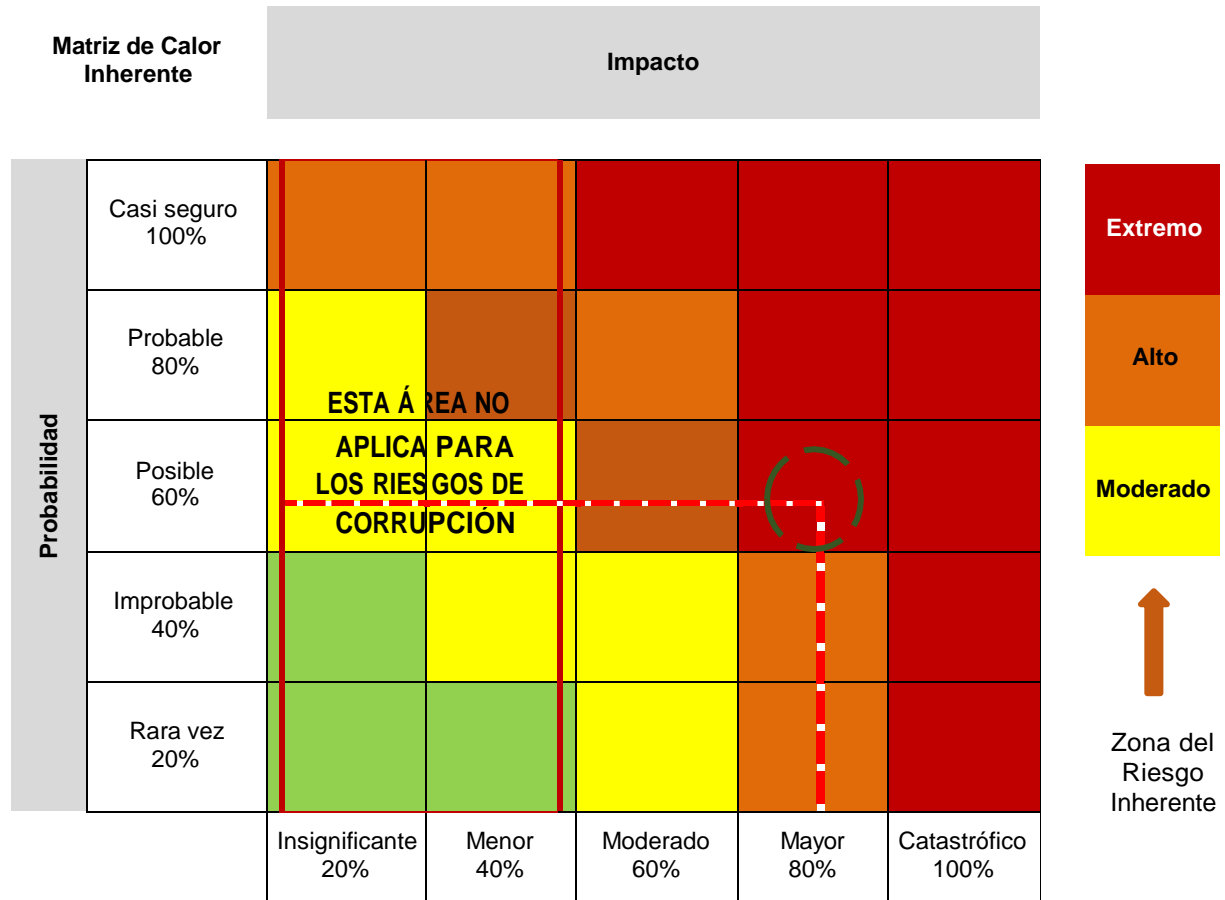 Matriz de Calor
Inherente
Impacto
Probabilidad
Casi seguro
100%
Probable
80%
Posible
60%
Improbable
40%
Rara vez
20%
ESTA ÁREA NO
APLICA PARA
LOS RIESGOS DE
CORRUPCIÓN
Insignificante
20%
Menor
40%
Moderado
60%
Mayor
80%
Catastrófico
100%
Extremo
Alto
Moderado
Zona del
Riesgo
Inherente